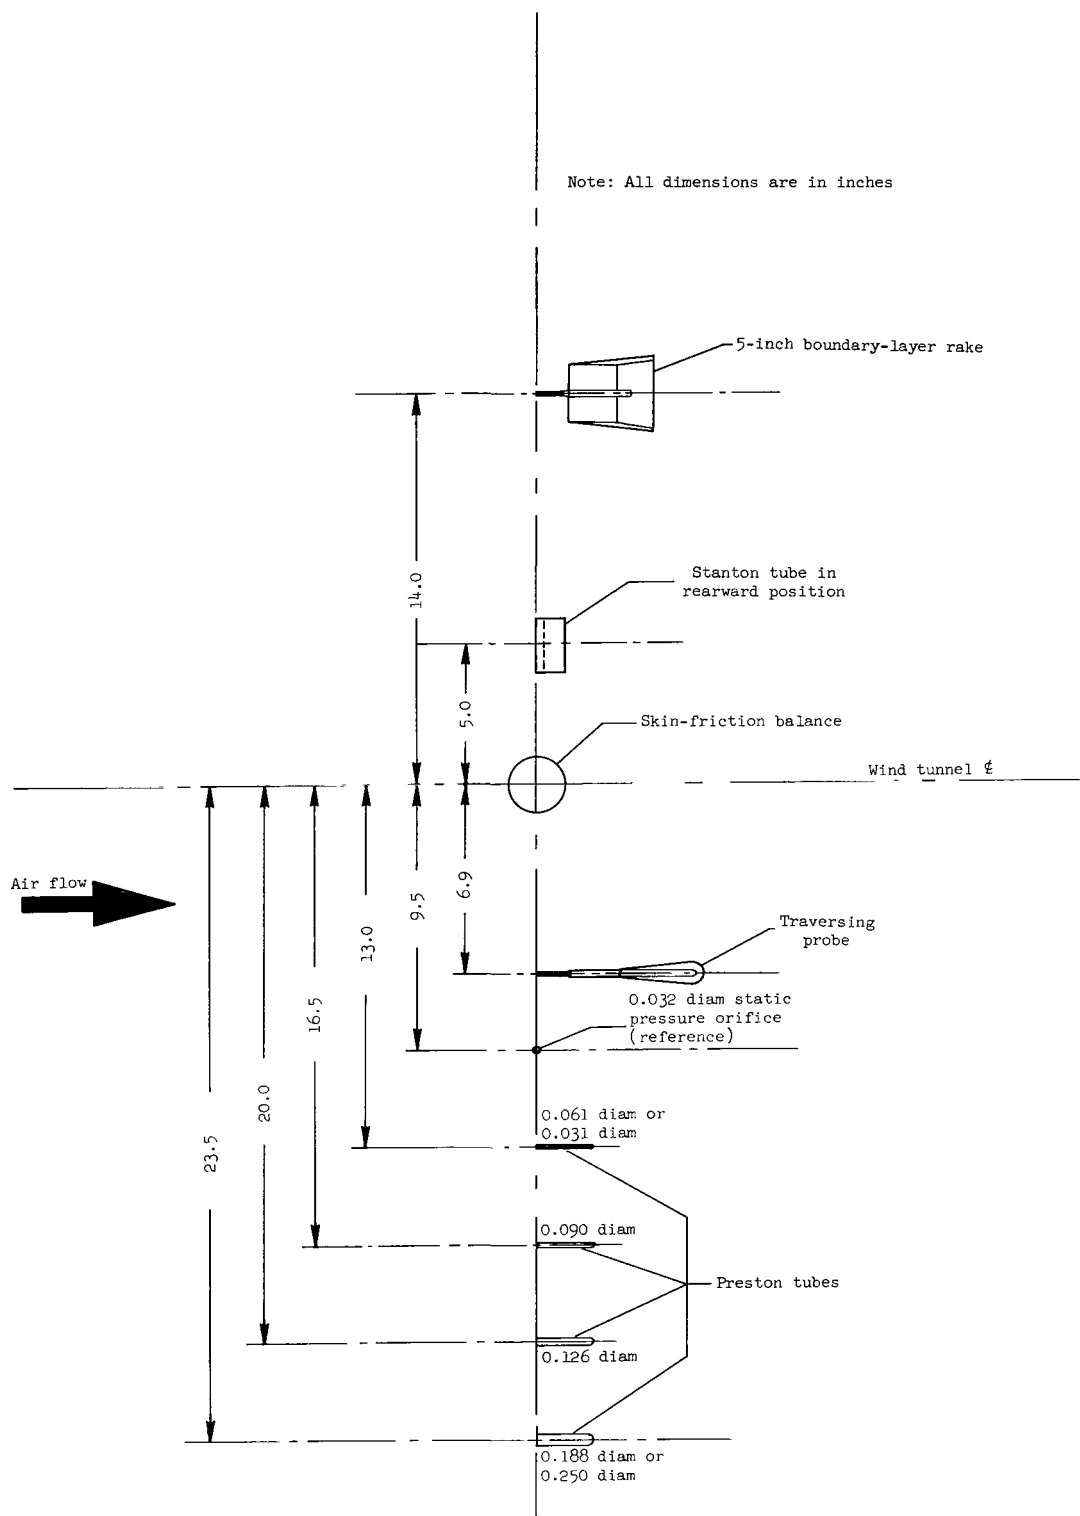 Note: All dimensions are in inches
5-inch boundary-layer rake
14.0
Stanton tube in
rearward position
5.0
Skin-friction balance
Wind tunnel ⅊
Air flow
6.9
9.5
13.0
Traversing
probe
0.032 diam static
pressure orifice
(reference)
16.5
20.0
23.5
0.061 diam or
0.031 diam
0.090 diam
Preston tubes
0.126 diam
0.188 diam or
0.250 diam